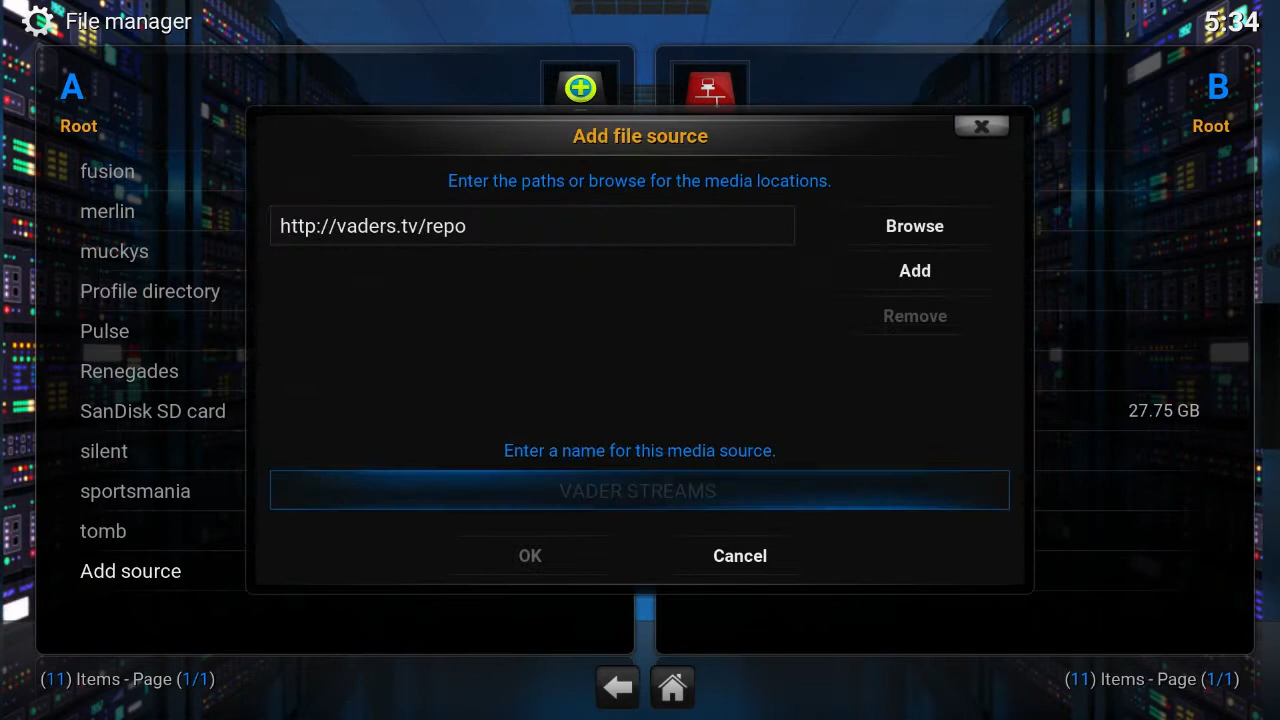 File manager
5:34
A
B
Root
Root
Add file source
Enter the paths or browse for the media locations.
http://vaders.tv/repo
Browse
Add
Remove
Enter a name for this media source.
VADER STREAMS
OK
Cancel
fusion
merlin
muckys
Profile directory
Pulse
Renegades
SanDisk SD card
27.75 GB
silent
sportsmania
tomb
Add source
(11) Items - Page (1/1)
(11) Items - Page (1/1)